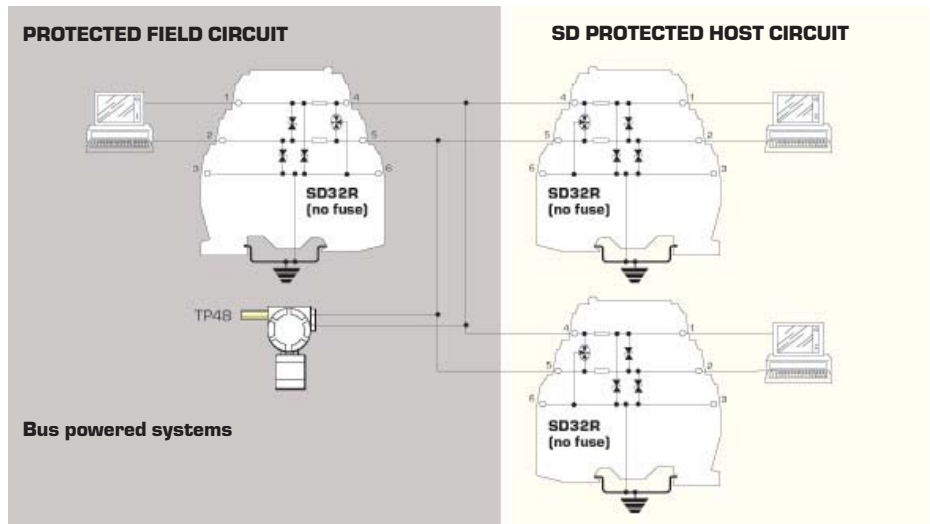 PROTECTED FIELD CIRCUIT
SD PROTECTED HOST CIRCUIT
1
4
4
1
2
5
5
2
3
6
6
3
SD32R
(no fuse)
SD32R
(no fuse)
TP48
4
1
5
2
6
3
Bus powered systems
SD32R
(no fuse)